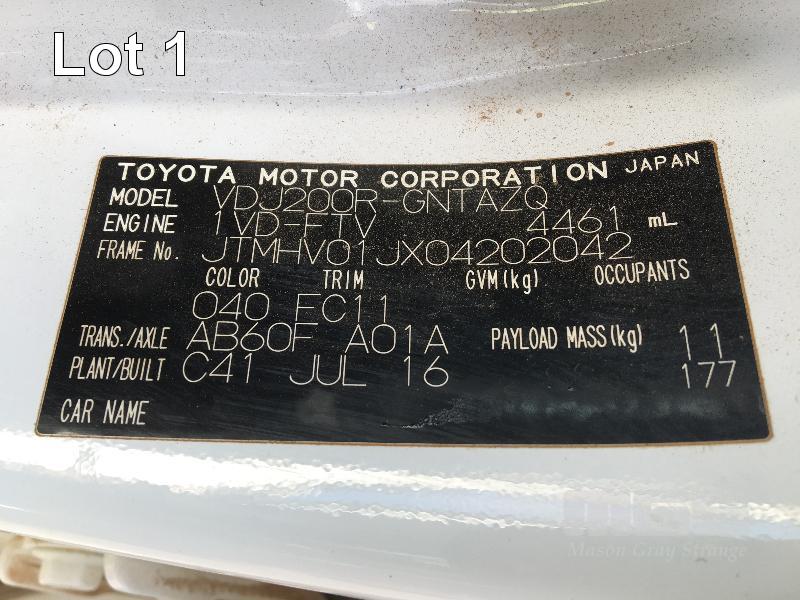 Lot 1
TOYOTA MOTOR CORPORATION JAPAN
MODEL VDJ200R-GNTAZQ
ENGINE 1VD-FTV 4461 mL
FRAME No. JTMHV01JX04202042
COLOR TRIM GVM(kg) OCCUPANTS
040 FC11
TRANS./AXLE AB60F A01A PAYLOAD MASS(kg) 11
PLANT/BUILT C41 JUL 16 177
CAR NAME
Mason Gray Strange